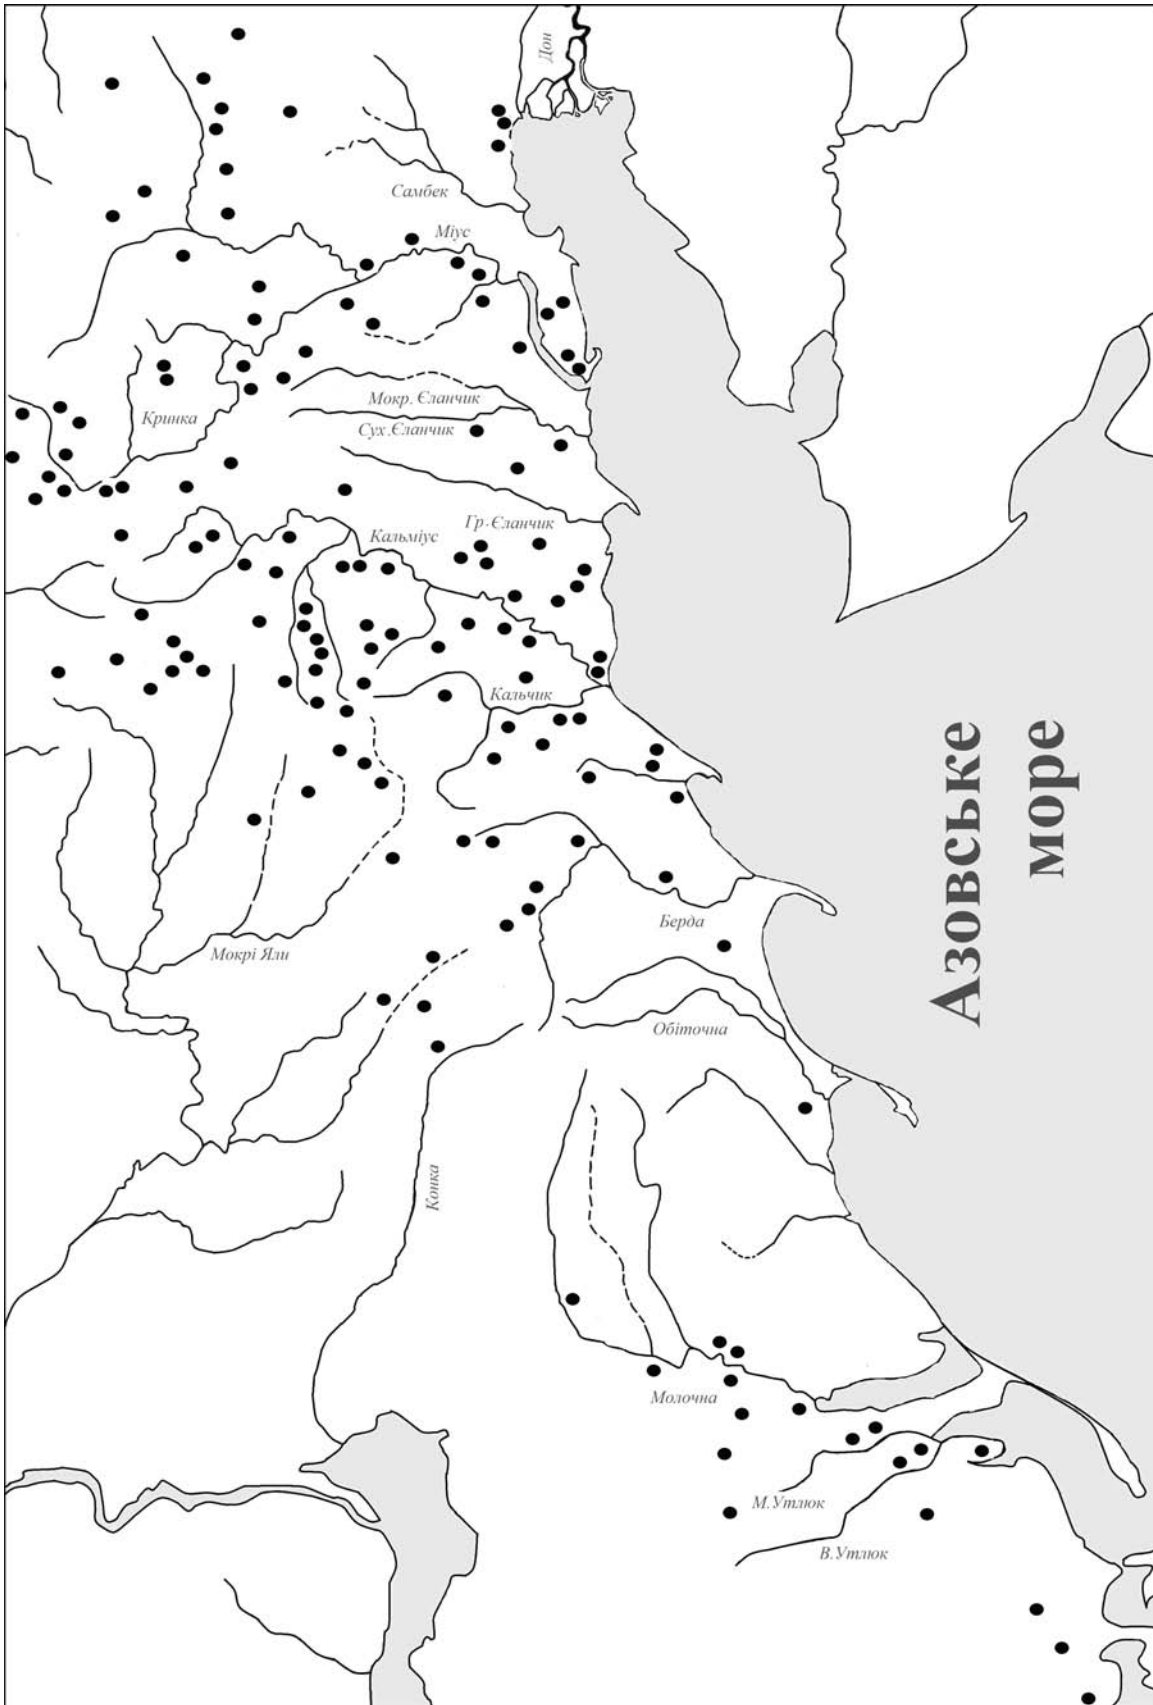 Дон
Самбек
Міус
Мокр. Єланчик
Кринка
Сух.Єланчик
Гр.Єланчик
Кальміус
Кальчик
Азовське
море
Берда
Мокрі Яли
Обіточна
Конка
Молочна
М.Утлюк
В.Утлюк